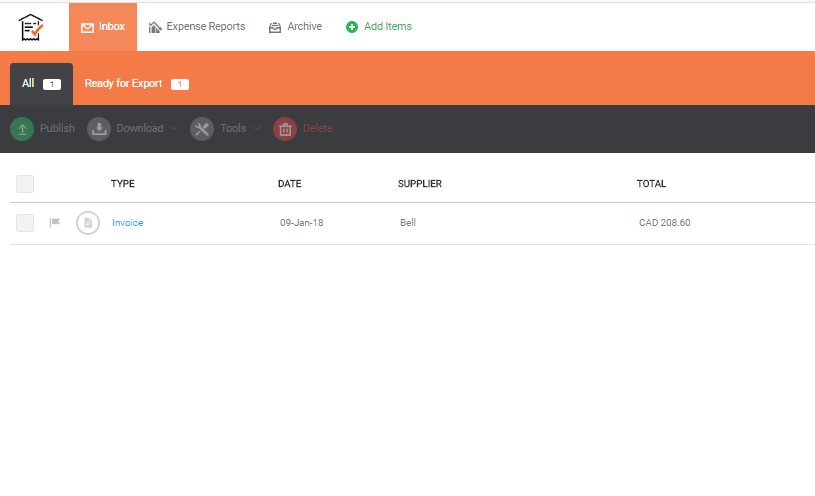 Inbox Expense Reports Archive Add Items
All 1 Ready for Export 1
Publish Download Tools Delete
TYPE DATE SUPPLIER TOTAL
Invoice 09-Jan-18 Bell CAD 208.60